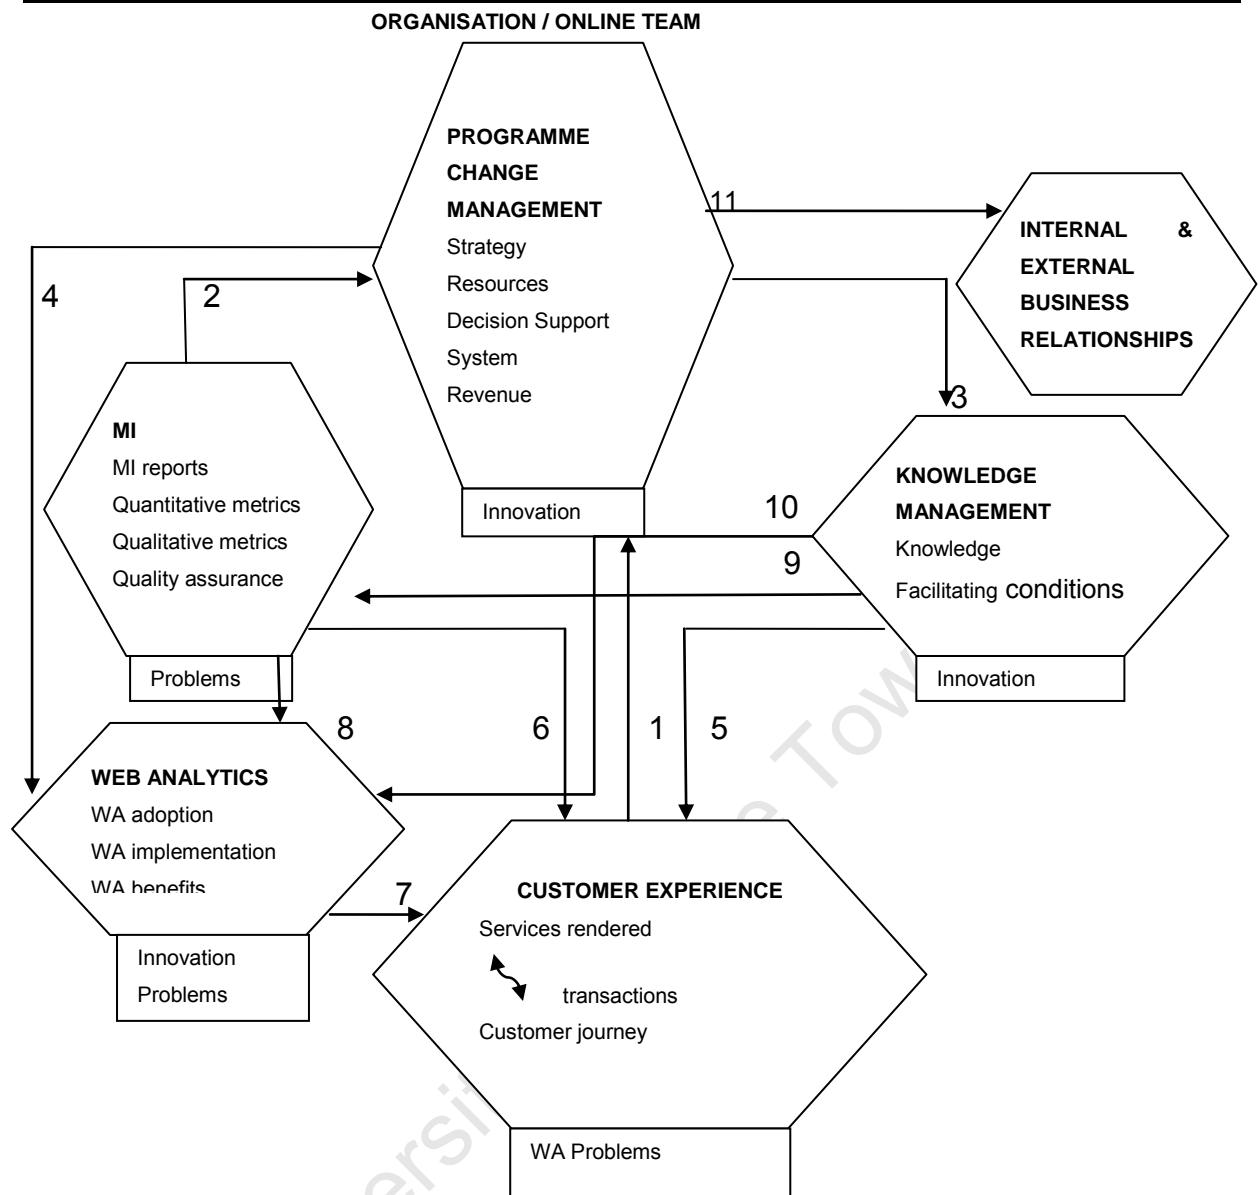 ORGANISATION / ONLINE TEAM
PROGRAMME
CHANGE
MANAGEMENT
Strategy
Resources
Decision Support
System
Revenue
Innovation
11
INTERNAL &
EXTERNAL
BUSINESS
RELATIONSHIPS
4
2
3
MI
MI reports
Quantitative metrics
Qualitative metrics
Quality assurance
Problems
10
9
KNOWLEDGE
MANAGEMENT
Knowledge
Facilitating conditions
Innovation
8
6
1
5
WEB ANALYTICS
WA adoption
WA implementation
WA benefits
Innovation
Problems
7
CUSTOMER EXPERIENCE
Services rendered
transactions
Customer journey
WA Problems